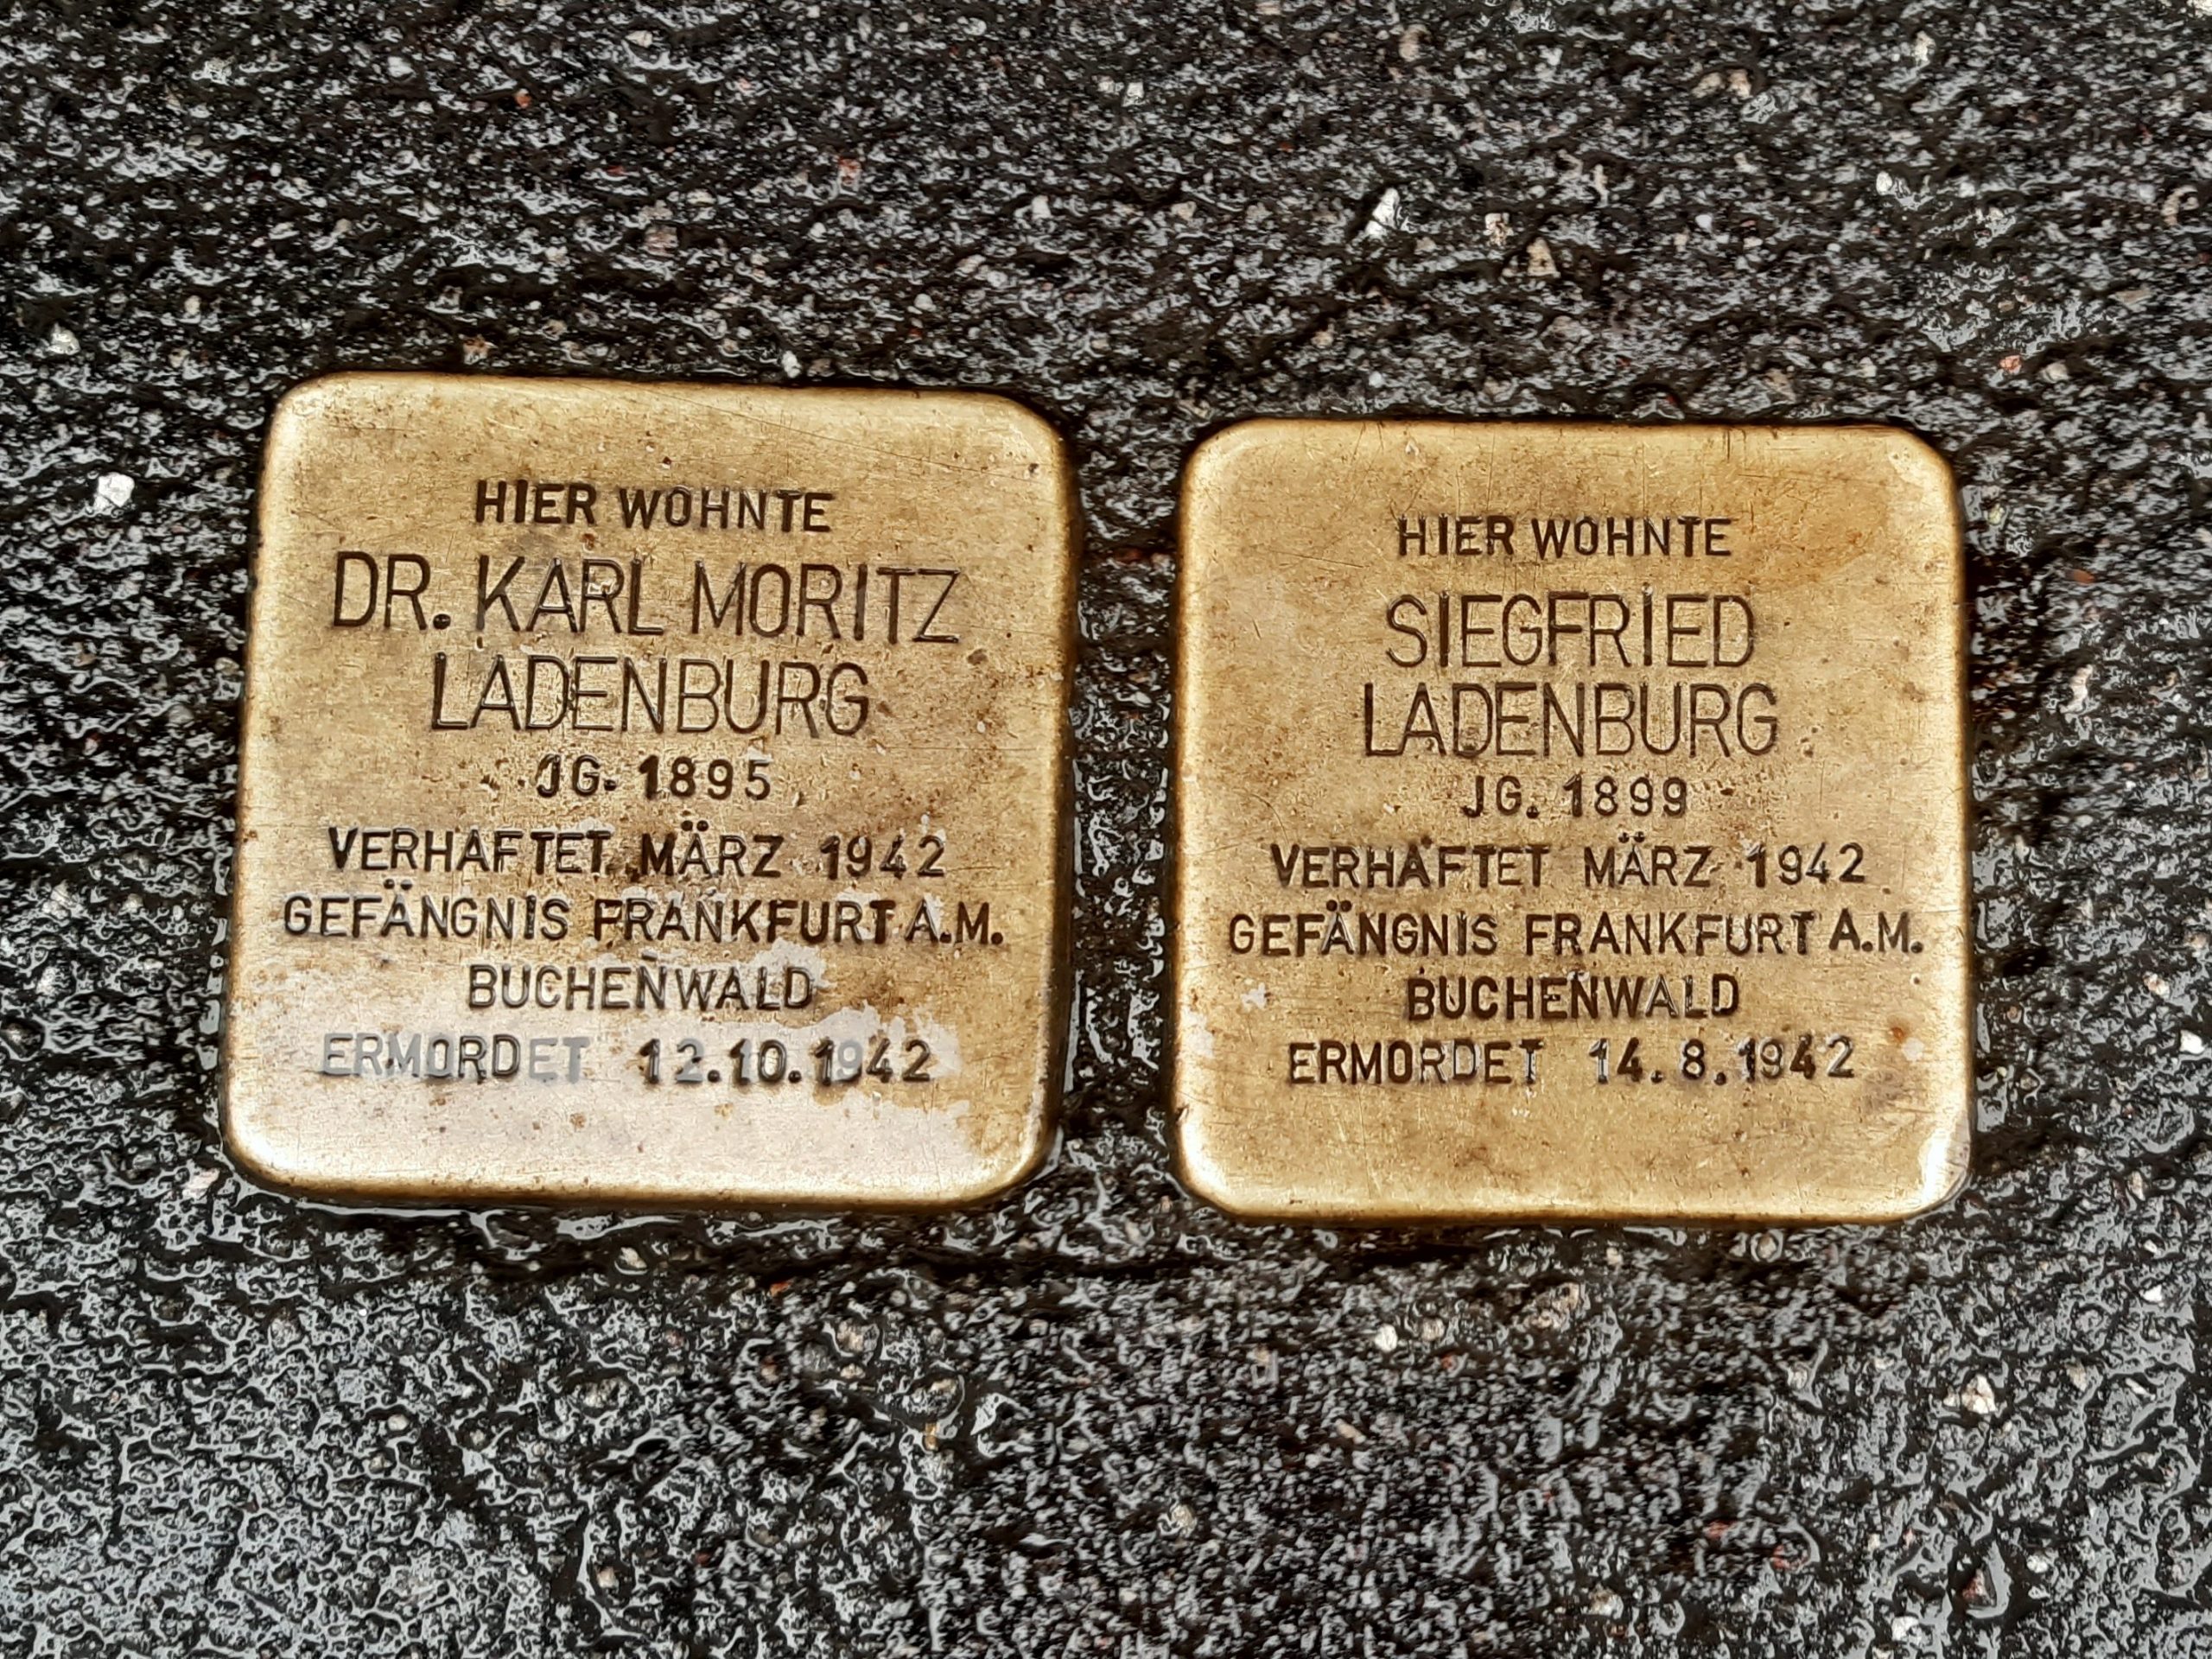 HIER WOHNTE
DR. KARL MORITZ
LADENBURG
JG. 1895
VERHAFTET MÄRZ 1942
GEFÄNGNIS FRANKFURT A.M.
BUCHENWALD
ERMORDET 12.10.1942
HIER WOHNTE
SIEGFRIED
LADENBURG
JG. 1899
VERHAFTET MÄRZ 1942
GEFÄNGNIS FRANKFURT A.M.
BUCHENWALD
ERMORDET 14.8.1942